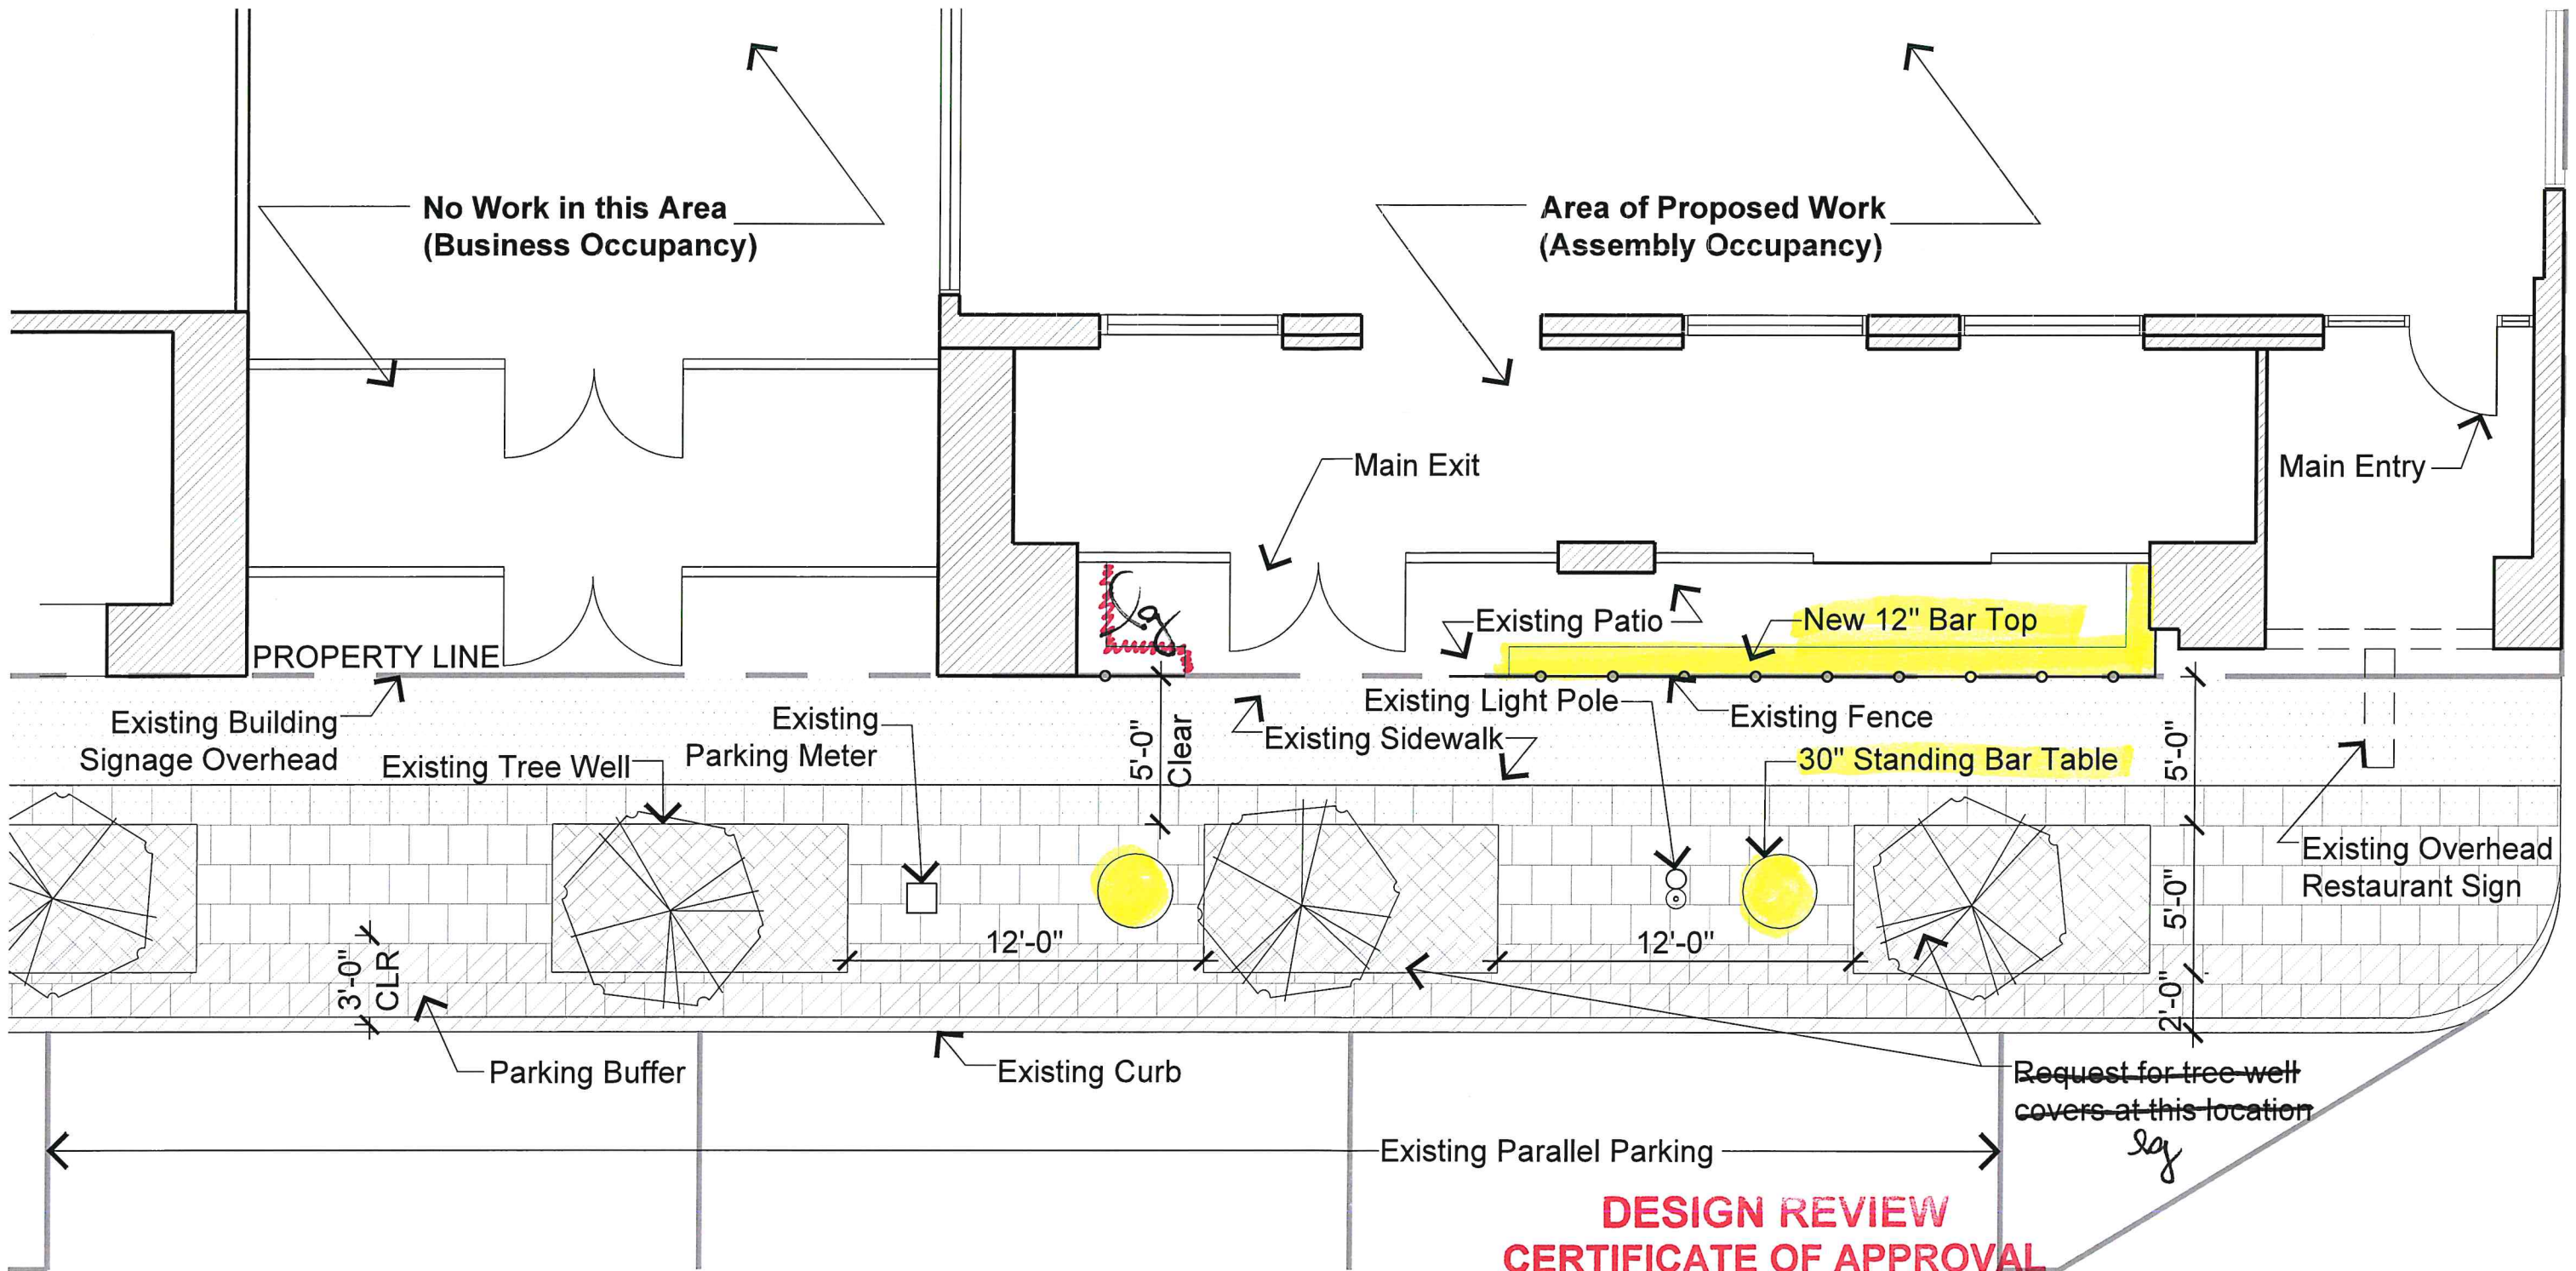 No Work in this Area
(Business Occupancy)
Area of Proposed Work
(Assembly Occupancy)
Main Exit
Main Entry
Existing Patio
New 12" Bar Top
PROPERTY LINE
Existing Building
Signage Overhead
Existing Tree Well
Existing
Parking Meter
5'-0"
Clear
Existing Light Pole
Existing Sidewalk
Existing Fence
30" Standing Bar Table
5'-0"
Existing Overhead
Restaurant Sign
12'-0"
12'-0"
5'-0"
3'-0"
CLR
2'-0"
Parking Buffer
Existing Curb
Request for tree well
covers at this location
Existing Parallel Parking
DESIGN REVIEW
CERTIFICATE OF APPROVAL